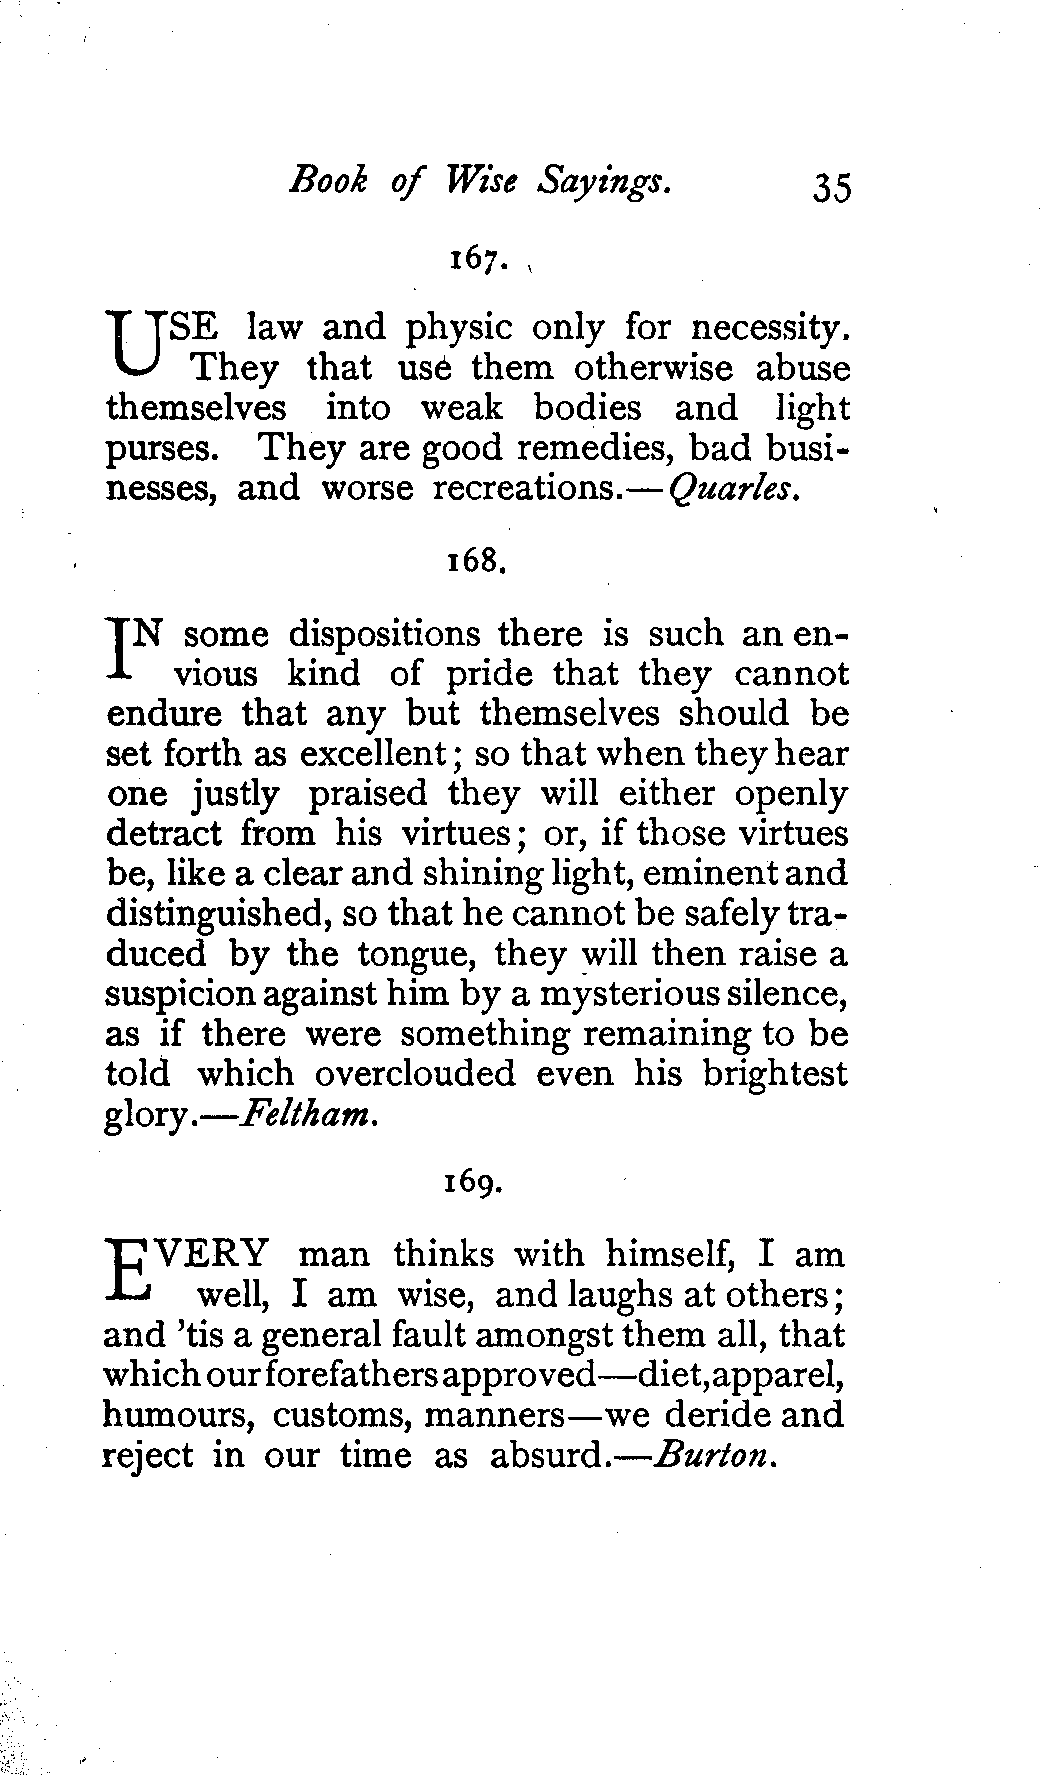 Book of Wise Sayings. 35
167.
USE law and physic only for necessity.
They that use them otherwise abuse
themselves into weak bodies and light
purses. They are good remedies, bad busi-
nesses, and worse recreations.—Quarles.
168.
IN some dispositions there is such an en-
vious kind of pride that they cannot
endure that any but themselves should be
set forth as excellent; so that when they hear
one justly praised they will either openly
detract from his virtues; or, if those virtues
be, like a clear and shining light, eminent and
distinguished, so that he cannot be safely tra-
duced by the tongue, they will then raise a
suspicion against him by a mysterious silence,
as if there were something remaining to be
told which overclouded even his brightest
glory.—Feltham.
169.
EVERY man thinks with himself, I am
well, I am wise, and laughs at others;
and 'tis a general fault amongst them all, that
which our forefathers approved—diet, apparel,
humours, customs, manners—we deride and
reject in our time as absurd.—Burton.